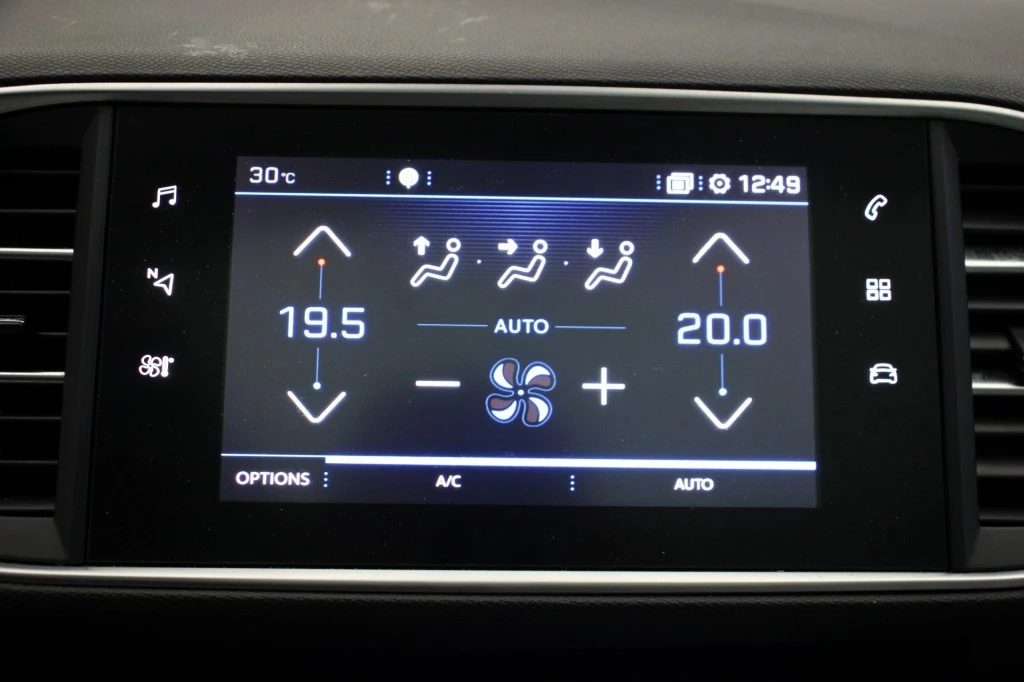 30°C 12:49
N
19.5 AUTO 20.0
OPTIONS A/C AUTO